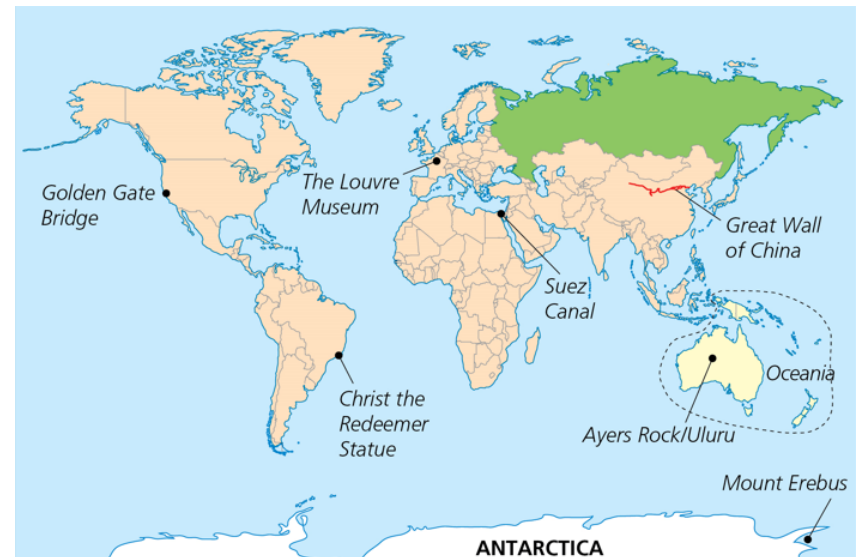 Golden Gate
Bridge
The Louvre
Museum
Great Wall
of China
Suez
Canal
Oceania
Christ the
Redeemer
Statue
Ayers Rock/Uluru
Mount Erebus
ANTARCTICA